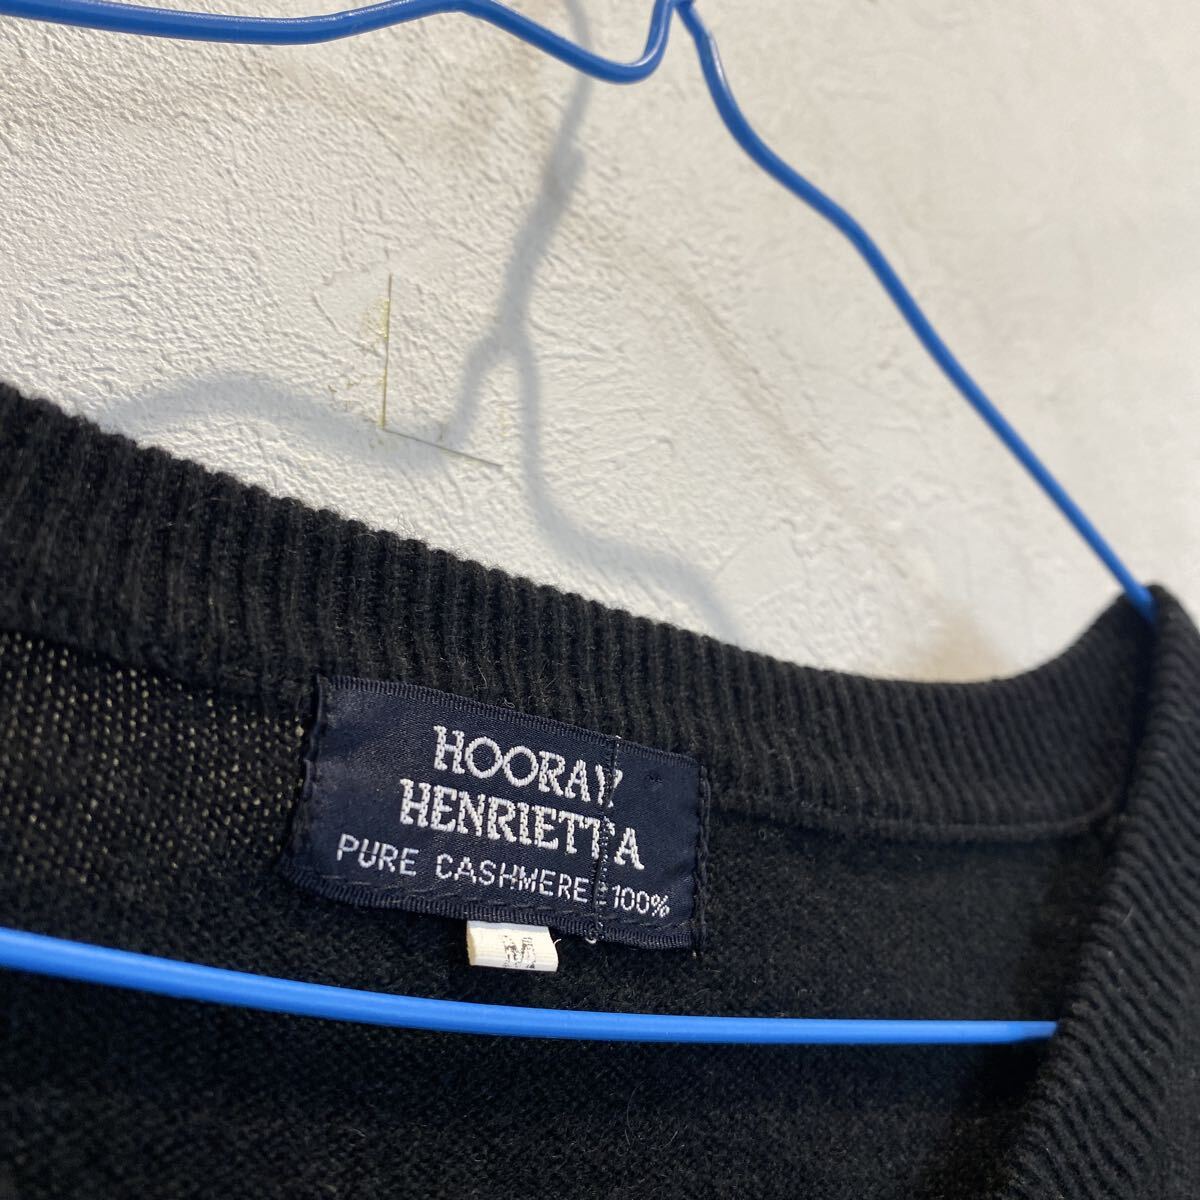 HOORAY
HENRIETTA
PURE CASHMERE 100%
M